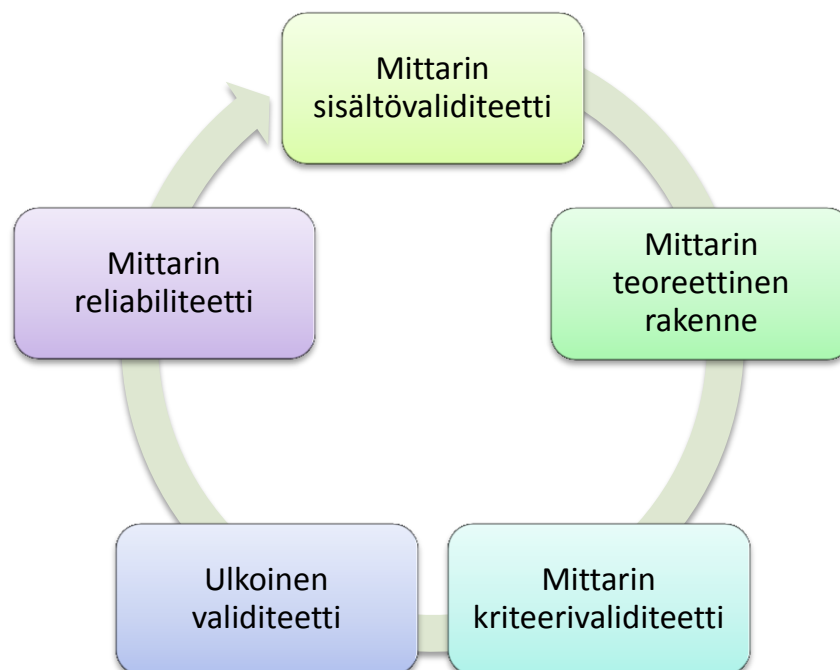 Mittarin
sisältövaliditeetti
Mittarin
teoreettinen
rakenne
Mittarin
kriteerivaliditeetti
Ulkoinen
validiteetti
Mittarin
reliabiliteetti